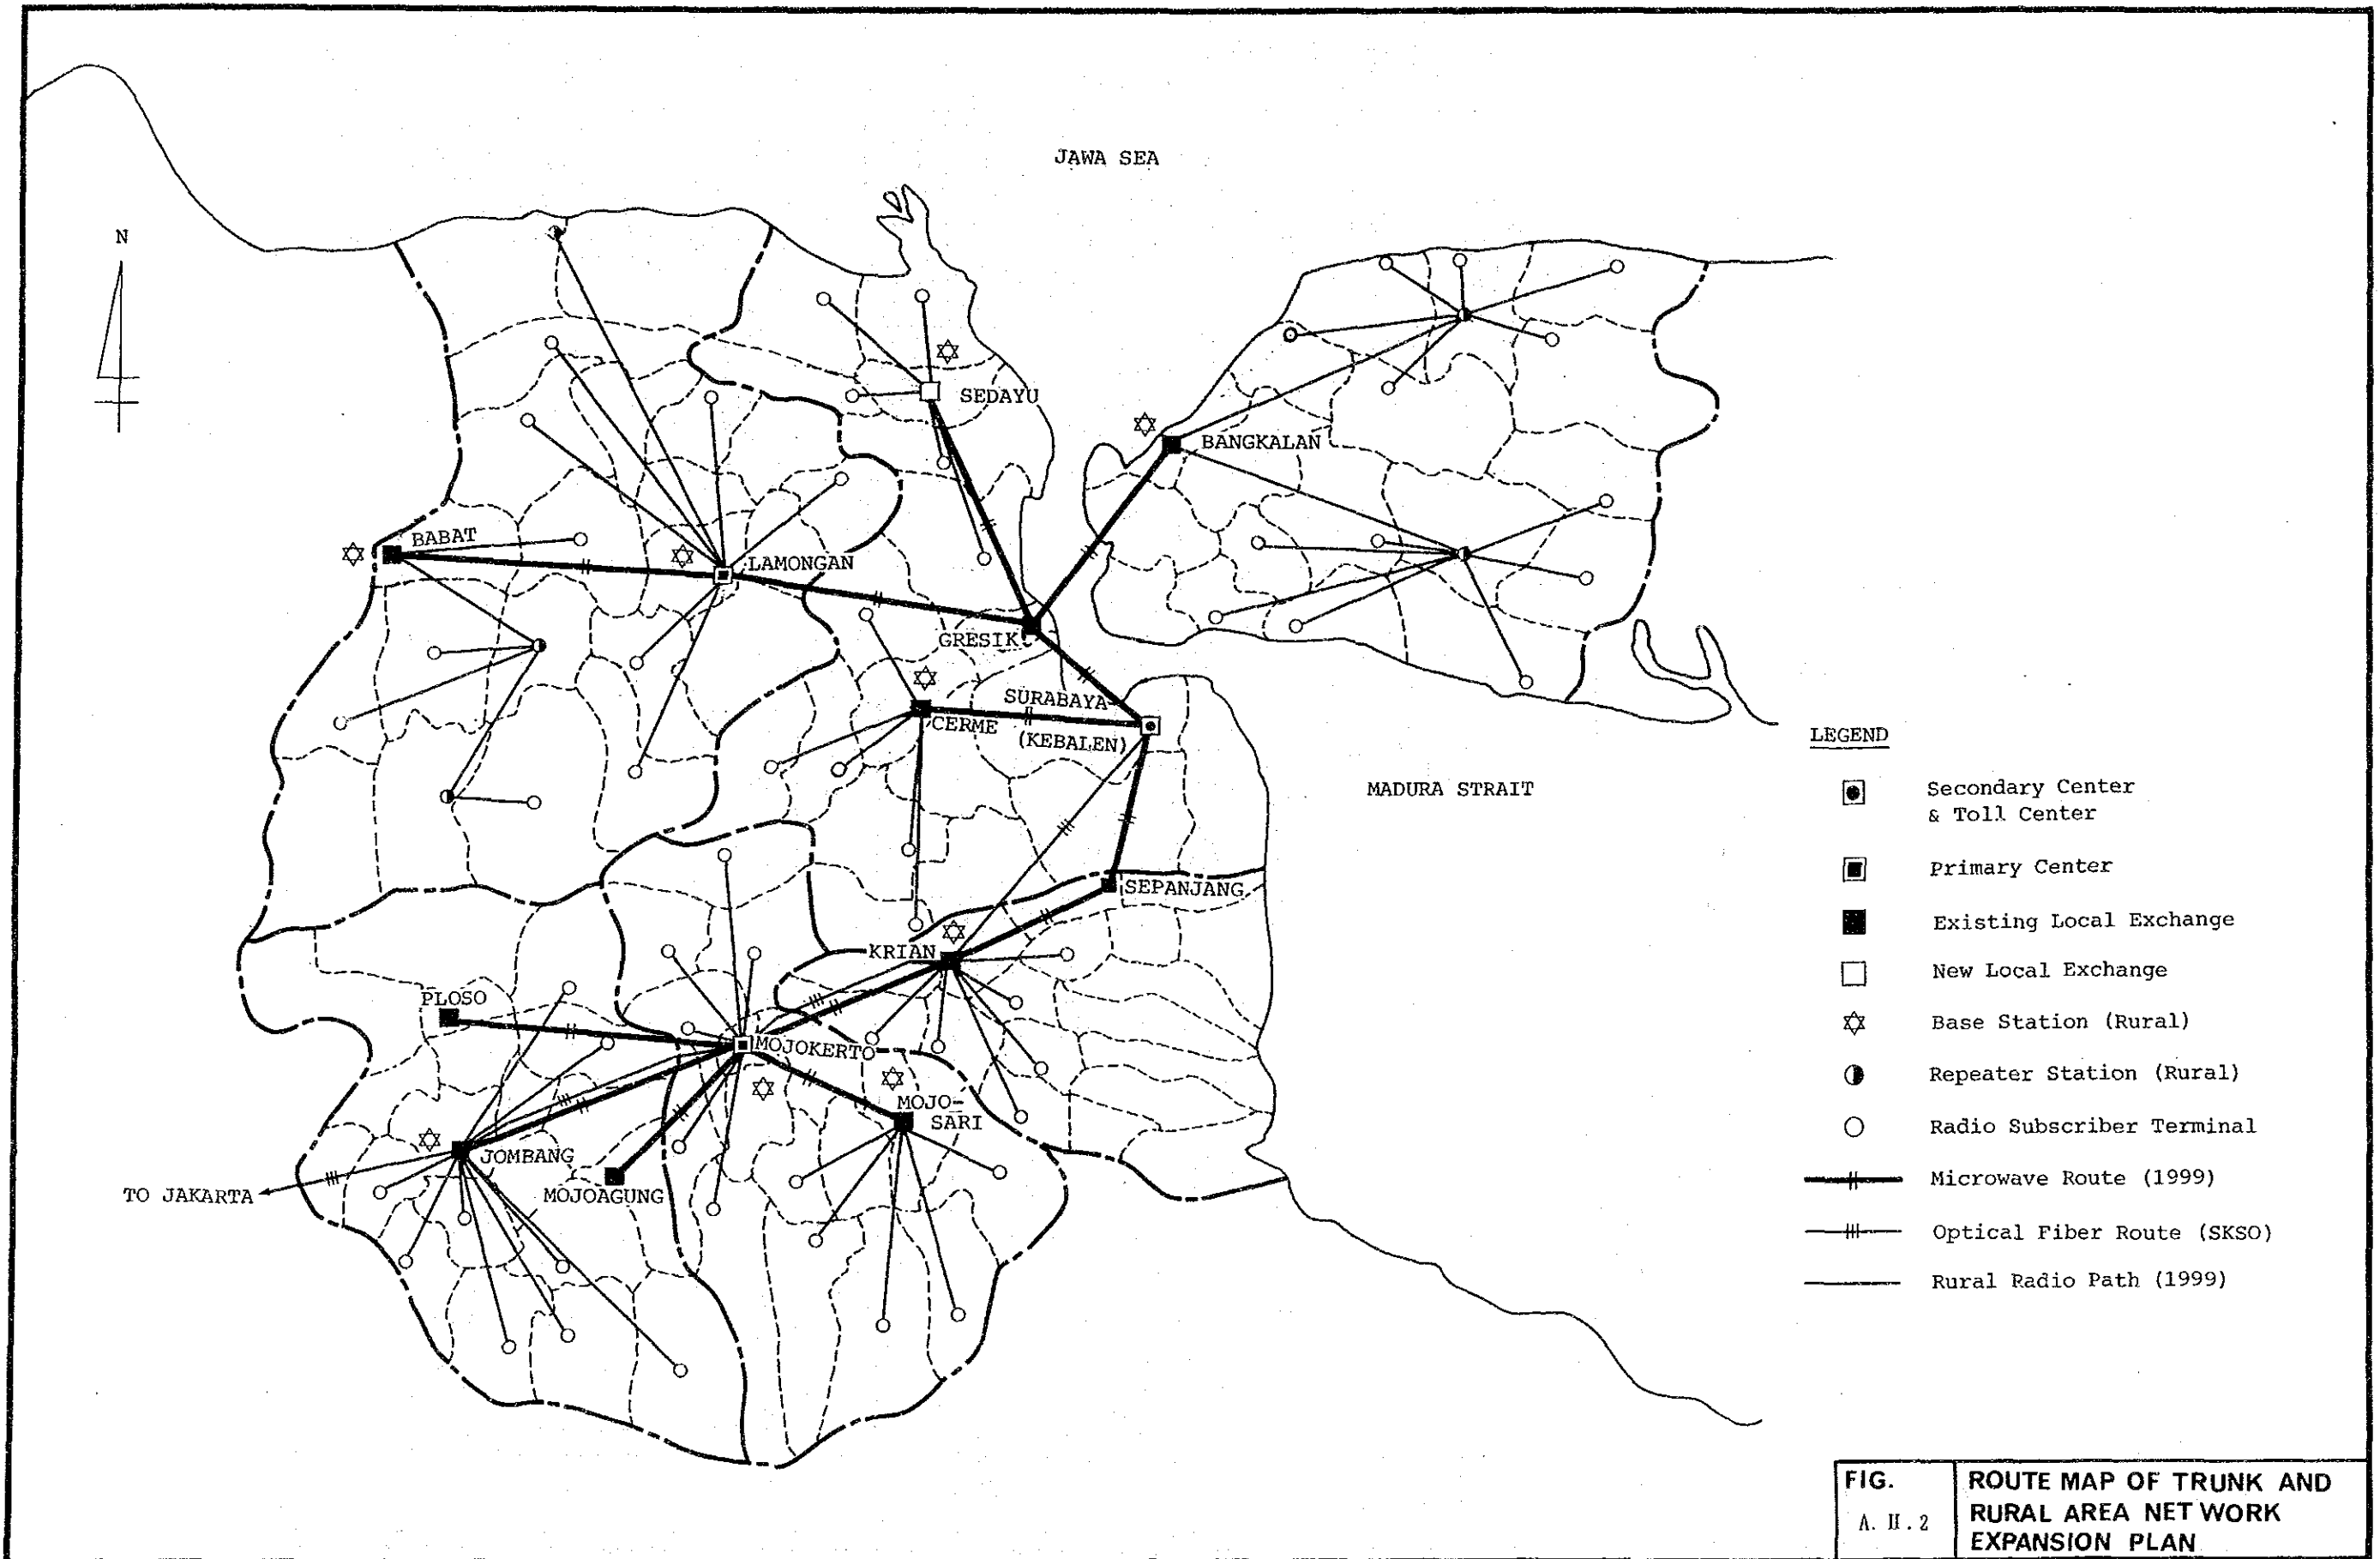 JAWA SEA
N
SEDAYU
BANGKALAN
BABAT
LAMONGAN
GRESIK
SURABAYA
CERME
(KEBALEN)
MADURA STRAIT
SEPANJANG
KRIAN
PLOSO
MOJOKERTO
MOJO-
SARI
JOMBANG
TO JAKARTA
MOJOAGUNG
LEGEND
Secondary Center
& Toll Center
Primary Center
Existing Local Exchange
New Local Exchange
Base Station (Rural)
Repeater Station (Rural)
Radio Subscriber Terminal
Microwave Route (1999)
Optical Fiber Route (SKSO)
Rural Radio Path (1999)
FIG.
A. II . 2
ROUTE MAP OF TRUNK AND
RURAL AREA NET WORK
EXPANSION PLAN